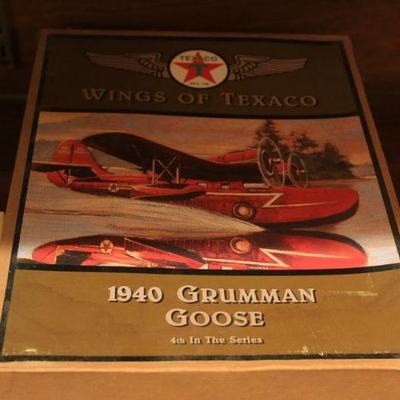 TEXACO
T
WINGS OF TEXACO
1940 GRUMMAN
GOOSE
4th In The Series